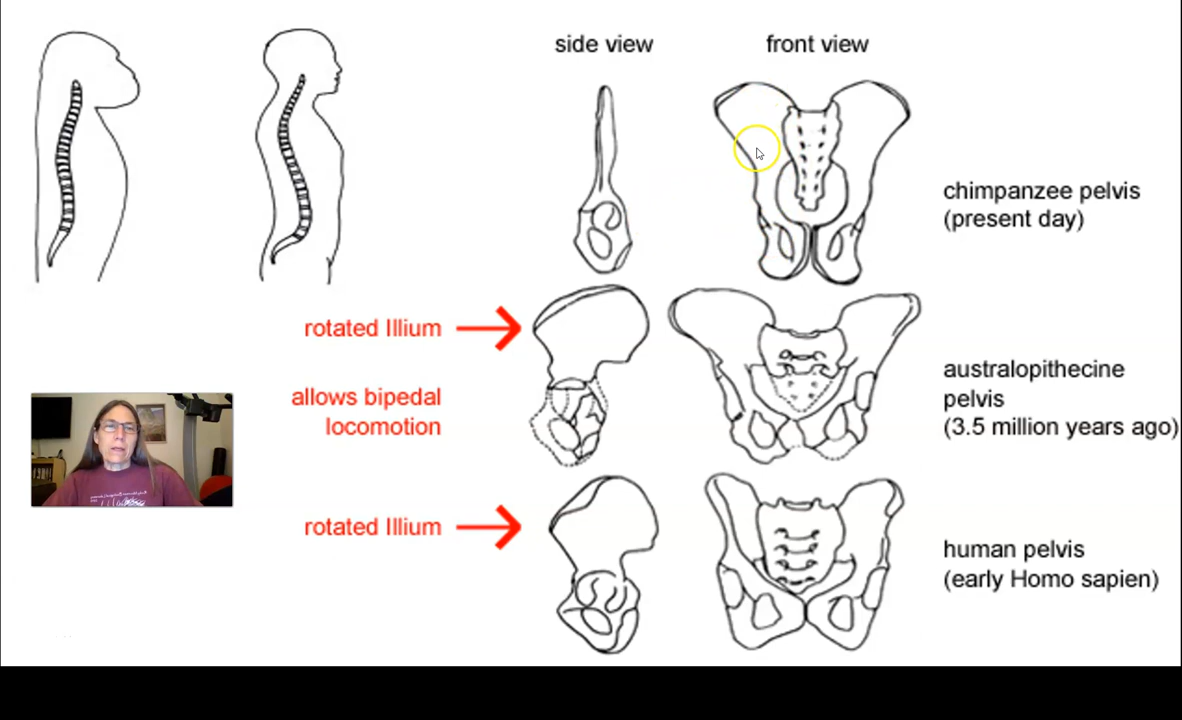 side view
front view
chimpanzee pelvis
(present day)
rotated Illium
allows bipedal
locomotion
australopithecine
pelvis
(3.5 million years ago)
rotated Illium
human pelvis
(early Homo sapien)